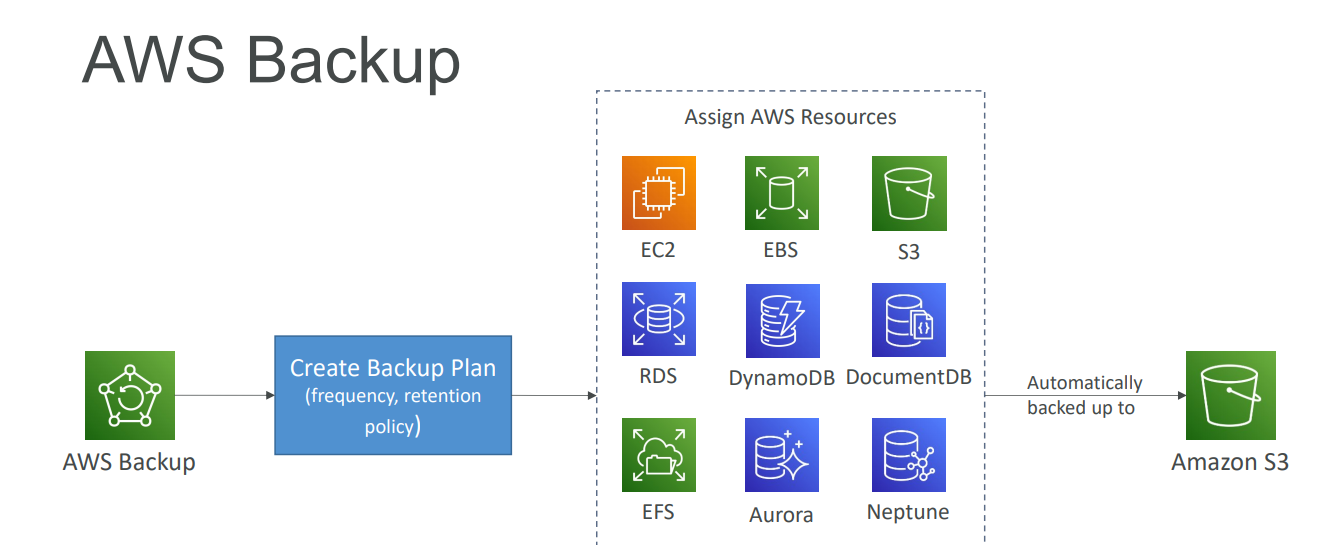 AWS Backup
Assign AWS Resources
EC2
EBS
S3
RDS
DynamoDB
DocumentDB
EFS
Aurora
Neptune
AWS Backup
Create Backup Plan
(frequency, retention
policy)
Automatically
backed up to
Amazon S3